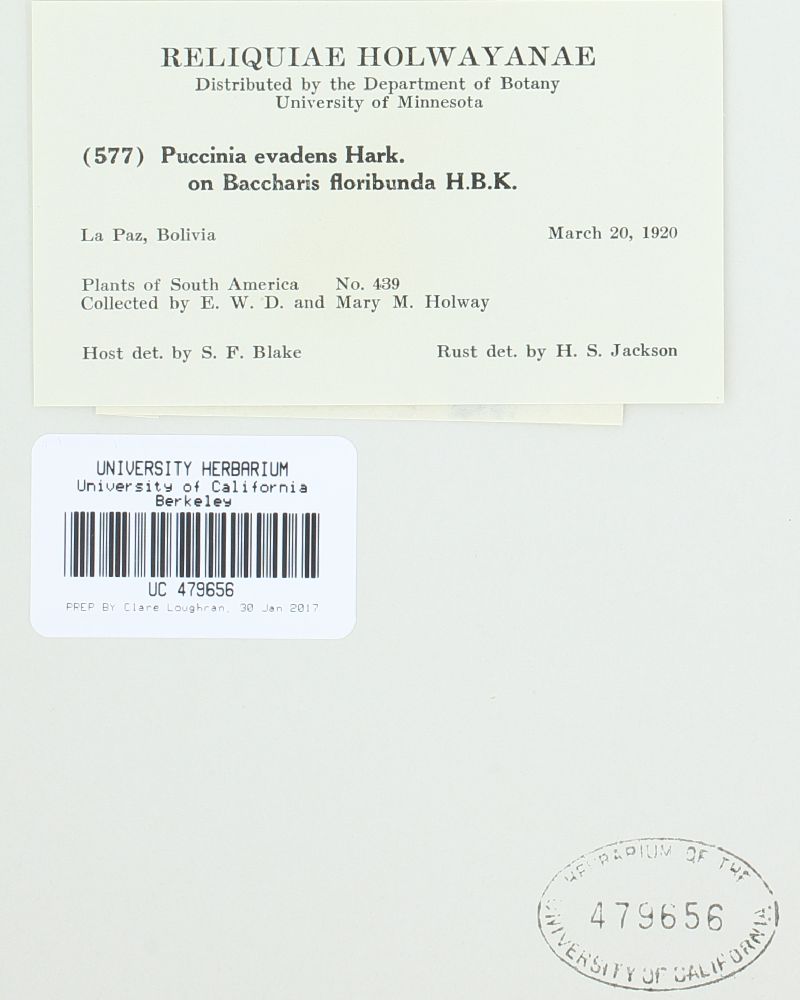 RELIQUIAE HOLWAYANAE
Distributed by the Department of Botany
University of Minnesota
(577) Puccinia evadens Hark.
on Baccharis floribunda H.B.K.
La Paz, Bolivia March 20, 1920
Plants of South America No. 439
Collected by E. W. D. and Mary M. Holway
Host det. by S. F. Blake Rust det. by H. S. Jackson
UNIVERSITY HERBARIUM
University of California
Berkeley
UC 479656
PREP BY Clare Loughran, 30 Jan 2017
HERBARIUM OF THE
479656
UNIVERSITY OF CALIFORNIA